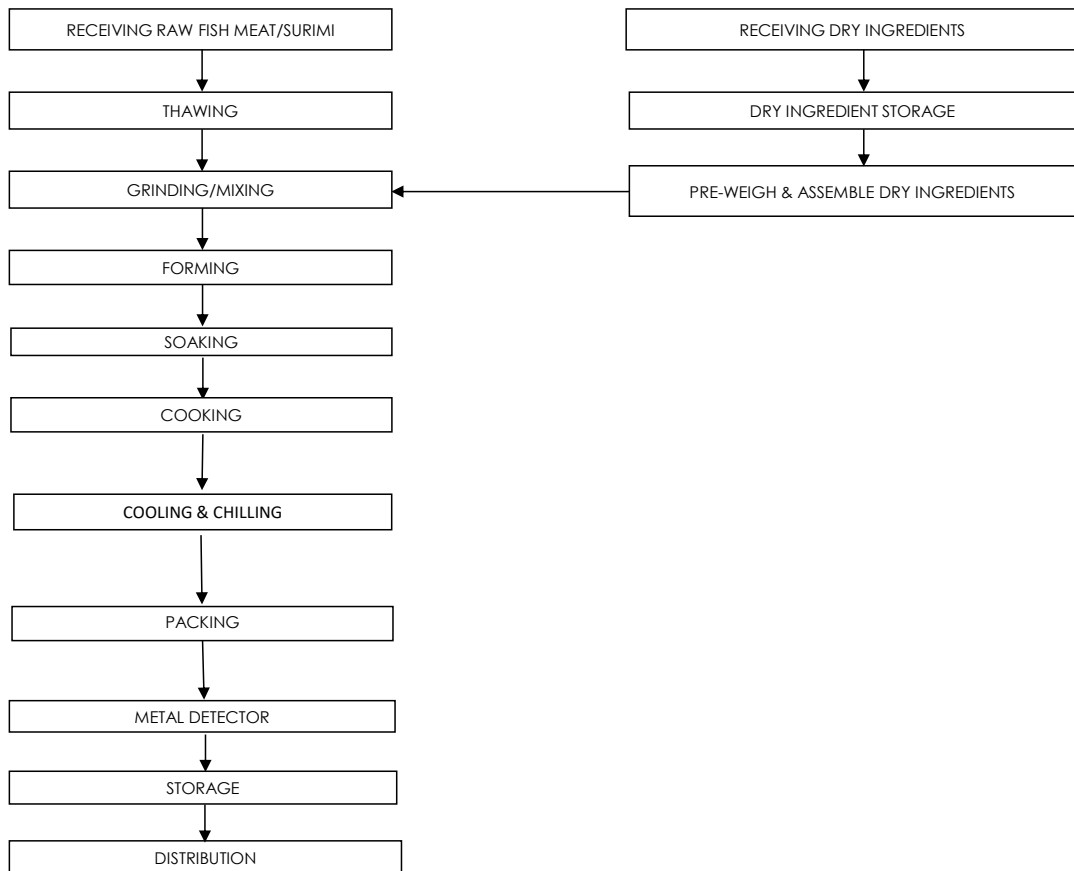 RECEIVING RAW FISH MEAT/SURIMI
RECEIVING DRY INGREDIENTS
THAWING
DRY INGREDIENT STORAGE
GRINDING/MIXING
PRE-WEIGH & ASSEMBLE DRY INGREDIENTS
FORMING
SOAKING
COOKING
COOLING & CHILLING
PACKING
METAL DETECTOR
STORAGE
DISTRIBUTION